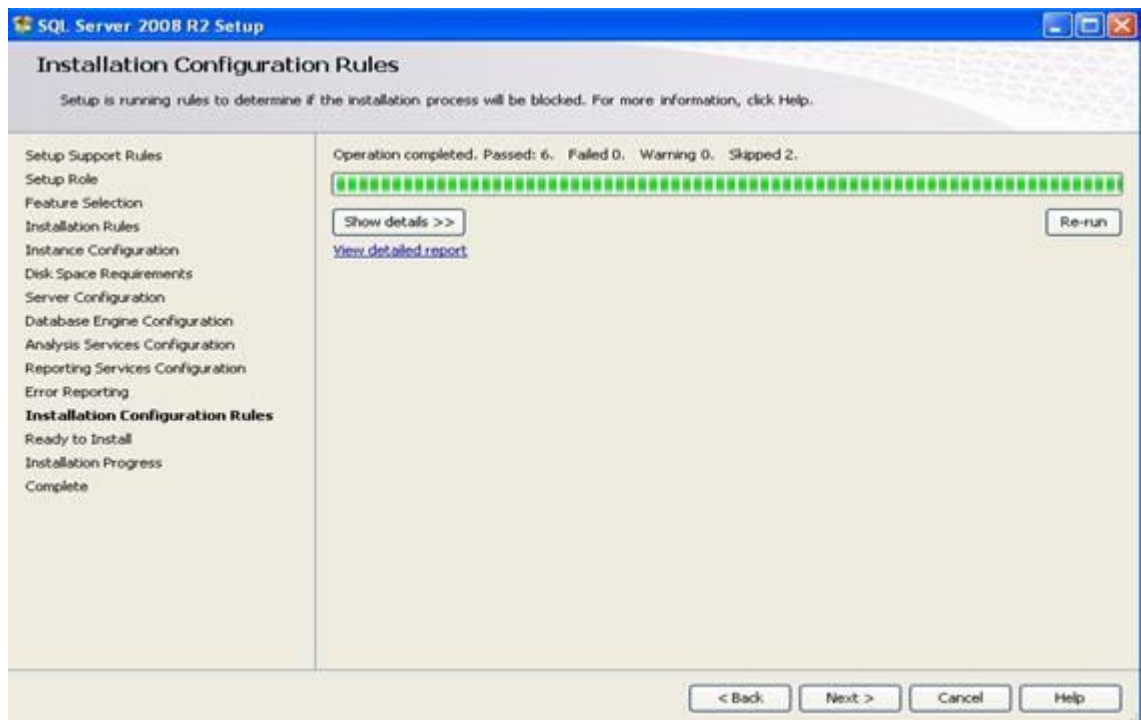 SQL Server 2008 R2 Setup
Installation Configuration Rules
Setup is running rules to determine if the installation process will be blocked. For more information, click Help.
Setup Support Rules
Setup Role
Feature Selection
Installation Rules
Instance Configuration
Disk Space Requirements
Server Configuration
Database Engine Configuration
Analysis Services Configuration
Reporting Services Configuration
Error Reporting
Installation Configuration Rules
Ready to Install
Installation Progress
Complete
Operation completed. Passed: 6. Failed 0. Warning 0. Skipped 2.
Show details >>
Re-run
View detailed report
< Back
Next >
Cancel
Help